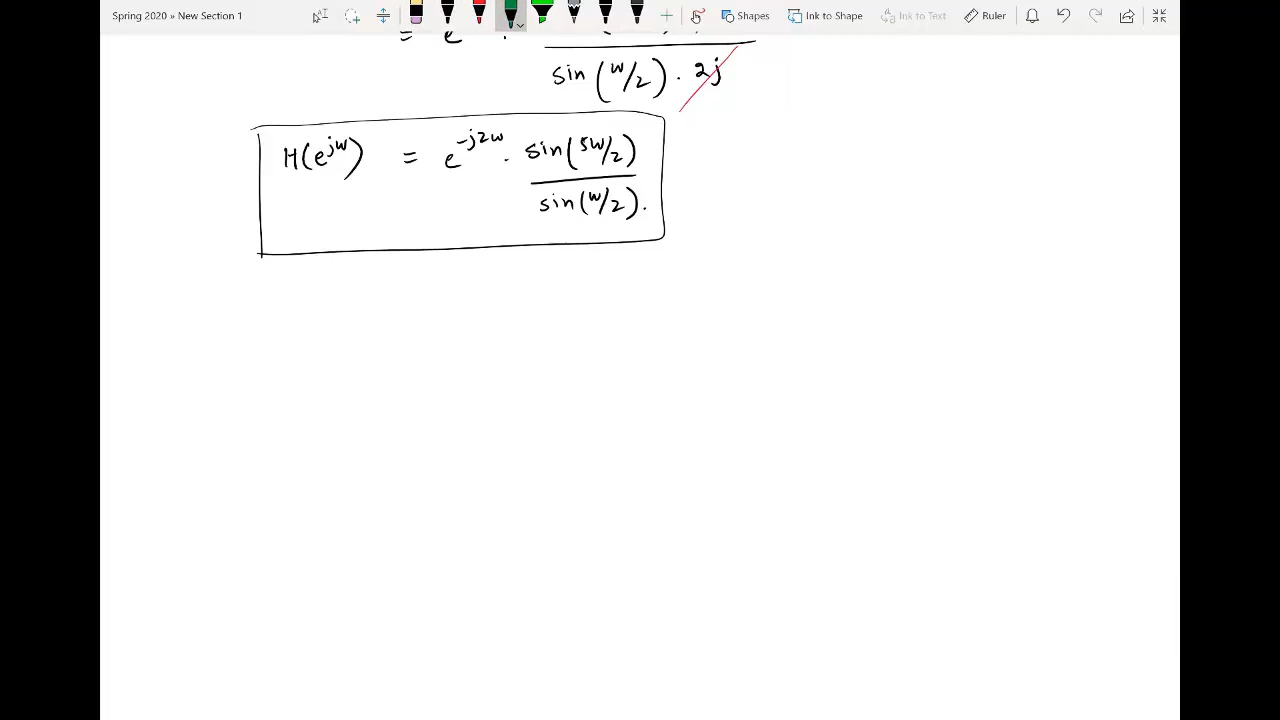 Spring 2020 » New Section 1 Shapes Ink to Shape Ink to Text Ruler
= e ·
sin(w/2) · 2j
H(e^{jw}) = e^{-j2w} · sin(5w/2)
sin(w/2).